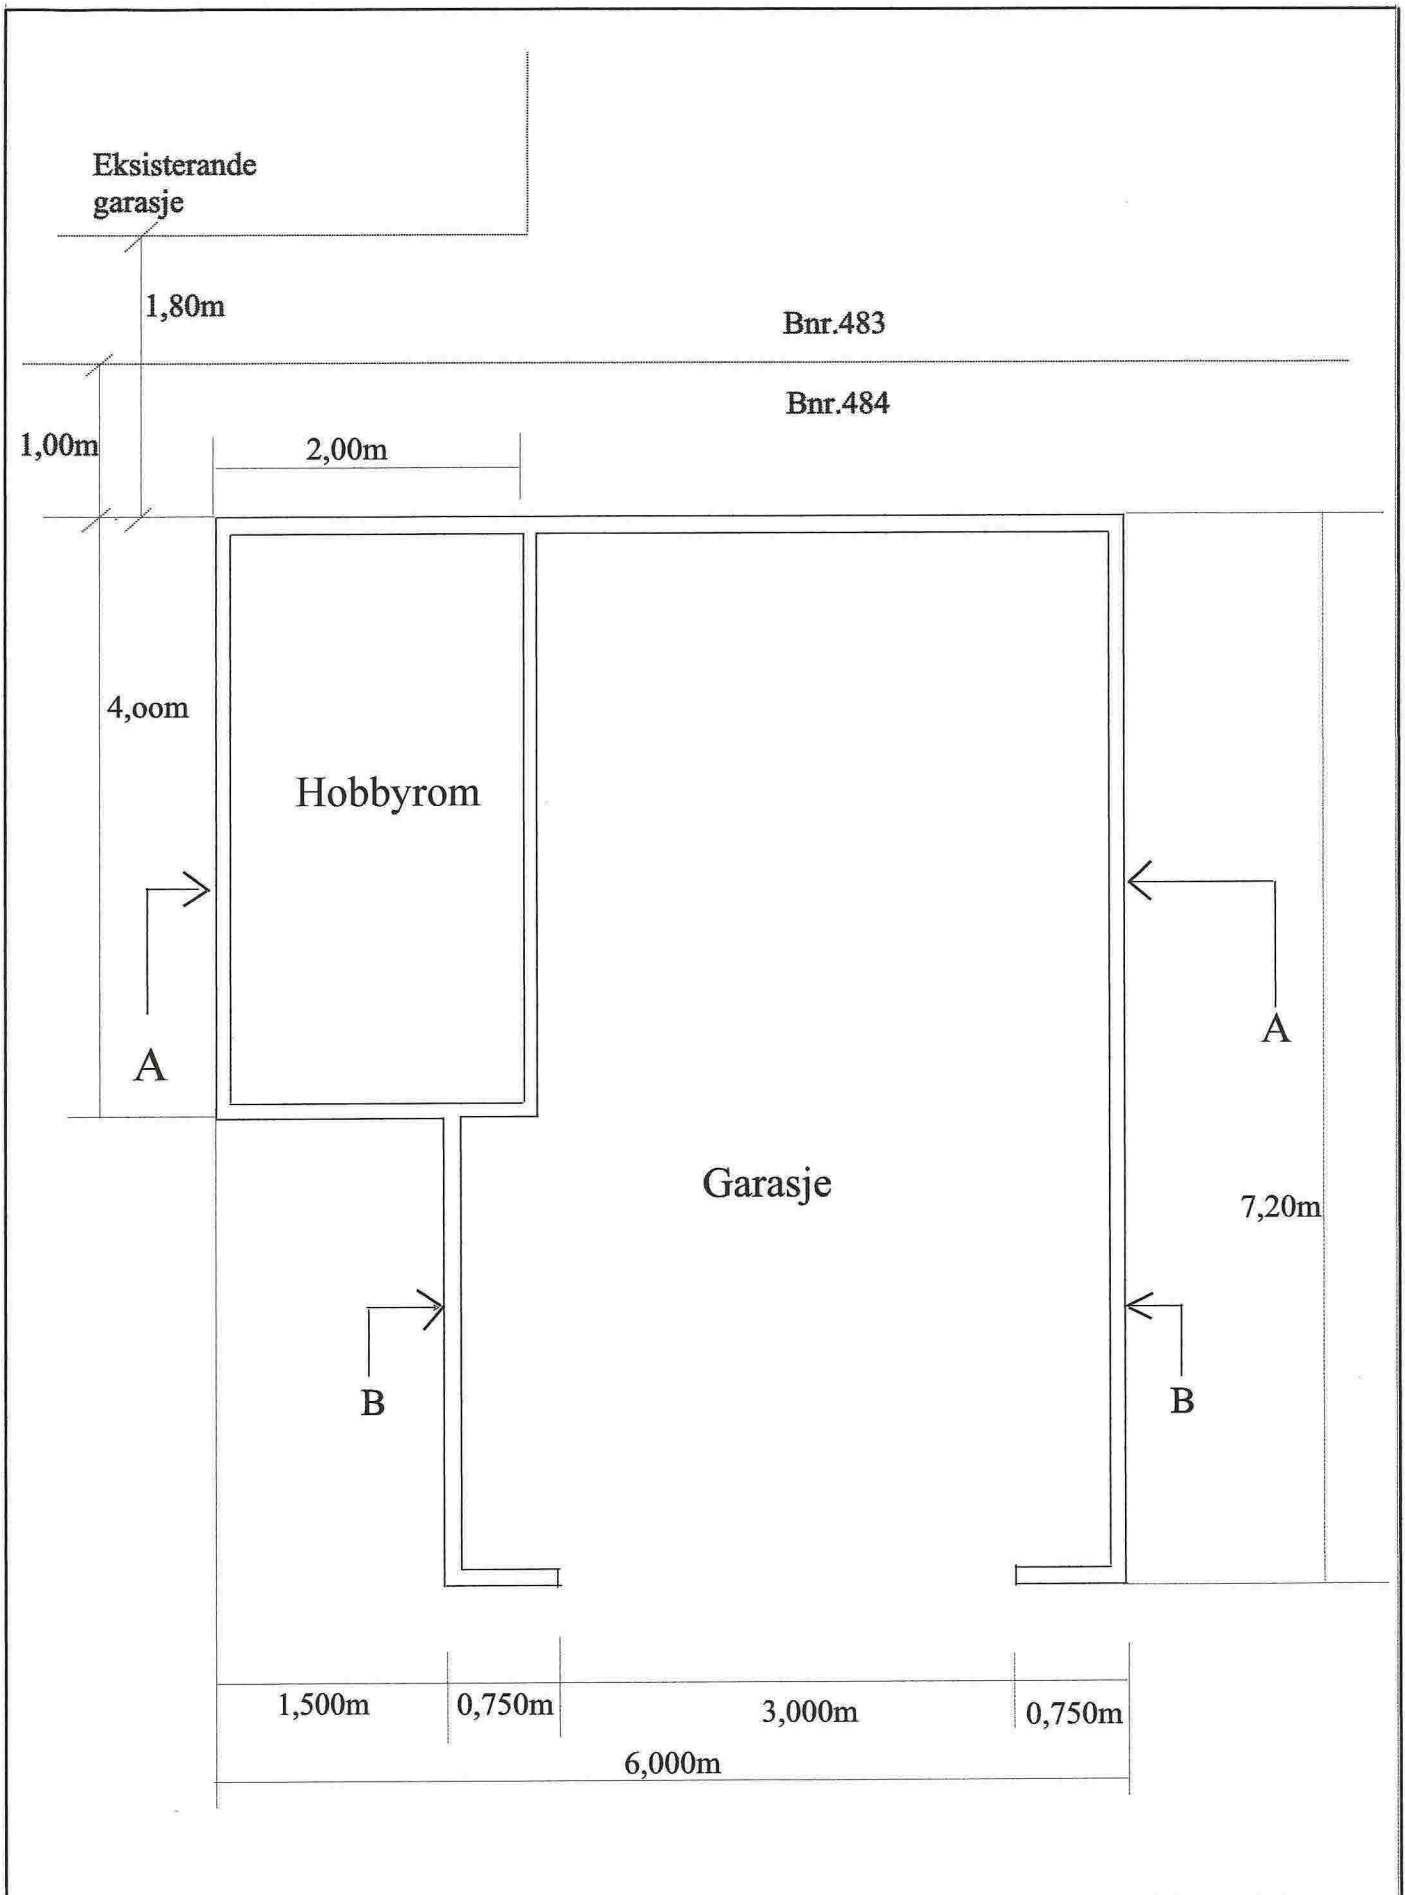 Eksisterande
garasje
1,80m
Bnr.483
Bnr.484
1,00m
2,00m
4,oom
Hobbyrom
A
A
Garasje
7,20m
B
B
1,500m
0,750m
3,000m
0,750m
6,000m